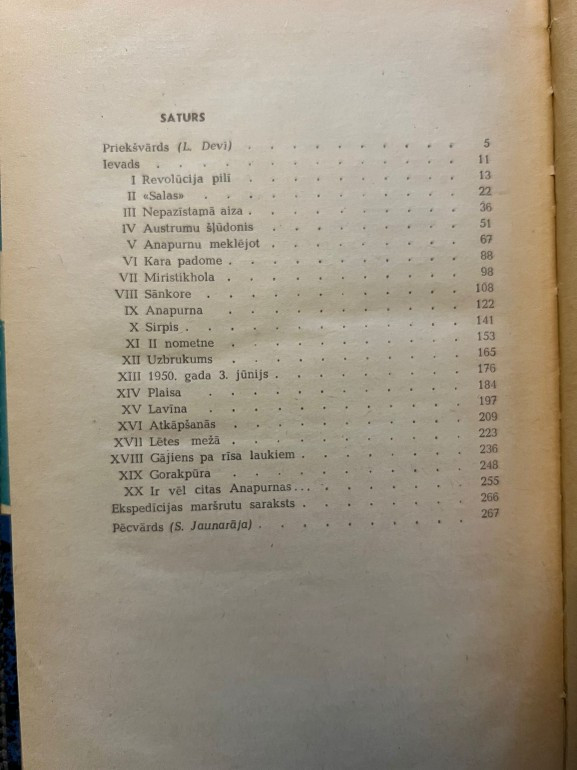 SATURS
Priekšvārds (L. Devī) . . . . . . . . . . 5
Ievads . . . . . . . . . . . . . 11
I Revolūcija pilī . . . . . . . . . . 13
II «Salas» . . . . . . . . . . . 22
III Nepazīstamā aiza . . . . . . . . . . 36
IV Austrumu šļūdonis . . . . . . . . . 51
V Anapurnu meklējot . . . . . . . . . 67
VI Kara padome . . . . . . . . . . 88
VII Miristikhola . . . . . . . . . . 98
VIII Sānkore . . . . . . . . . . . 108
IX Anapurna . . . . . . . . . . . 122
X Sirpis . . . . . . . . . . . . 141
XI II nometne . . . . . . . . . . 153
XII Uzbrukums . . . . . . . . . . 165
XIII 1950. gada 3. jūnijs . . . . . . . . . 176
XIV Plaisa . . . . . . . . . . . 184
XV Lavīna . . . . . . . . . . . 197
XVI Atkāpšanās . . . . . . . . . . 209
XVII Lētes mežā . . . . . . . . . . 223
XVIII Gājiens pa rīsa laukiem . . . . . . . . 236
XIX Gorakpūra . . . . . . . . . . 248
XX Ir vēl citas Anapurnas... . . . . . . . . 255
Ekspedīcijas maršrutu saraksts . . . . . . . . 266
Pēcvārds (S. Jaunarāja) . . . . . . . . . 267